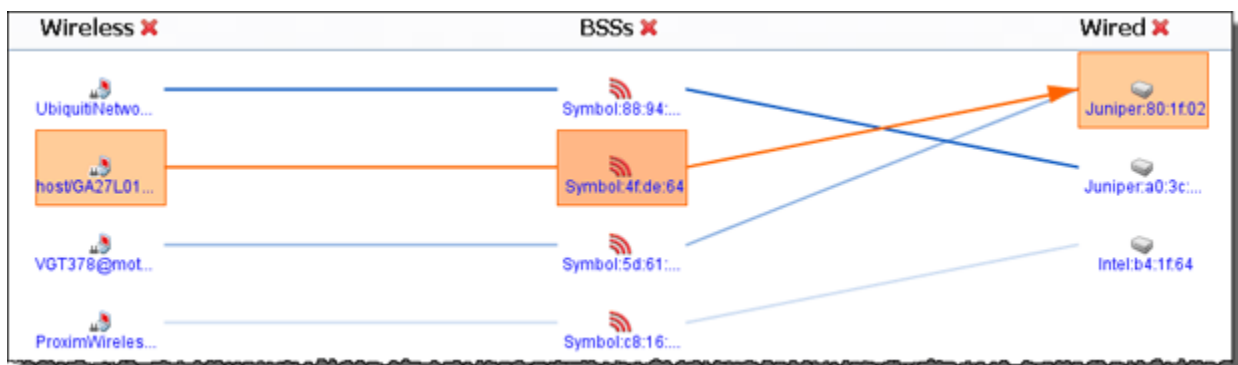 Wireless BSSs Wired
UbiquitiNetwo... Symbol:88:94:... Juniper:80:1f:02
host/GA27L01... Symbol:4f:de:64 Juniper:a0:3c:...
VGT378@mot... Symbol:5d:61:... Intel:b4:1f:64
ProximWireles... Symbol:c8:16:...